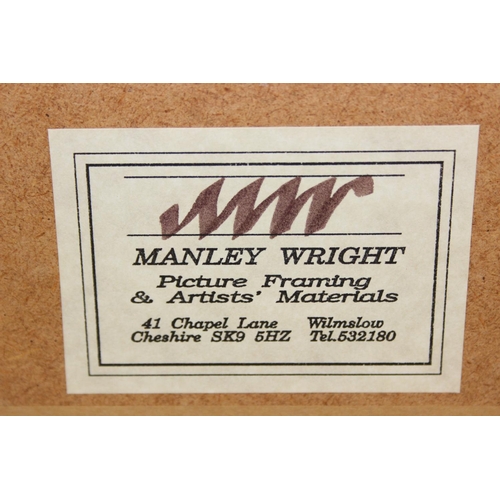 MANLEY WRIGHT
Picture Framing
& Artists' Materials
41 Chapel Lane Wilmslow
Cheshire SK9 5HZ Tel.532180